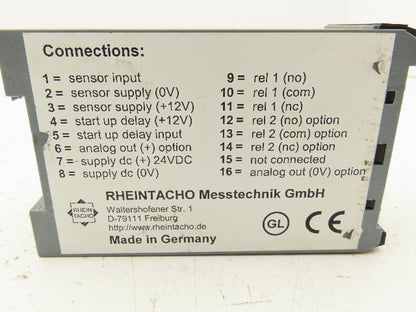 Connections:
1 = sensor input
2 = sensor supply (0V)
3 = sensor supply (+12V)
4 = start up delay (+12V)
5 = start up delay input
6 = analog out (+) option
7 = supply dc (+) 24VDC
8 = supply dc (0V)
9 = rel 1 (no)
10 = rel 1 (com)
11 = rel 1 (nc)
12 = rel 2 (no) option
13 = rel 2 (com) option
14 = rel 2 (nc) option
15 = not connected
16 = analog out (0V) option
RHEINTACHO Messtechnik GmbH
RHEIN
TACHO
Waltershofener Str. 1
D-79111 Freiburg
http://www.rheintacho.de
Made in Germany
GL
CE